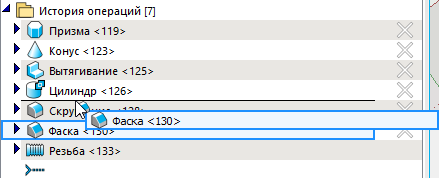 История операций [7]
Призма <119>
Конус <123>
Вытягивание <125>
Цилиндр <126>
Фаска <130>
Фаска <130>
Резьба <133>